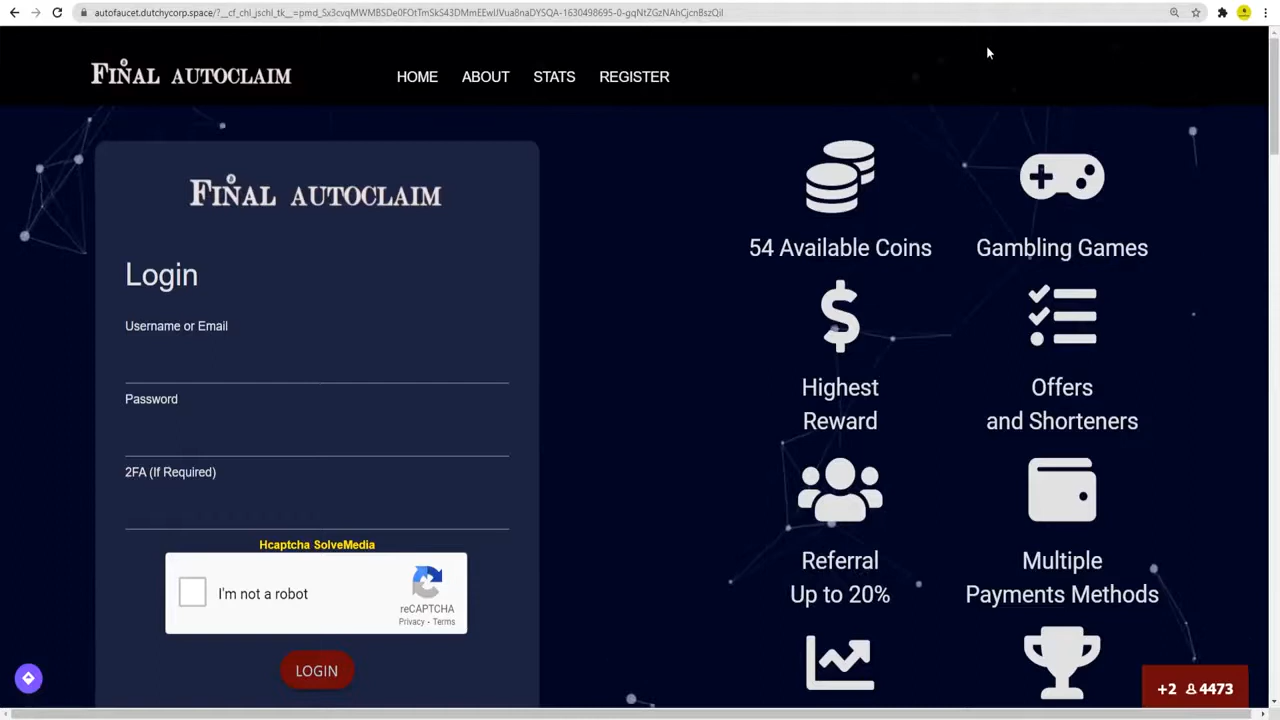 autofaucet.dutchycorp.space/?__cf_chl_jschl_tk__=pmd_Sx3cvqMWMBSDe0FOtTmSkS43DMmEEwIJVua8naDYSQA-1630498695-0-gqNtZGzNAhCjcnBszQil
FINAL AUTOCLAIM
HOME ABOUT STATS REGISTER
FINAL AUTOCLAIM
Login
Username or Email
Password
2FA (If Required)
Hcaptcha SolveMedia
I'm not a robot
reCAPTCHA
Privacy - Terms
LOGIN
54 Available Coins
Gambling Games
Highest
Reward
Offers
and Shorteners
Referral
Up to 20%
Multiple
Payments Methods
+2 4473